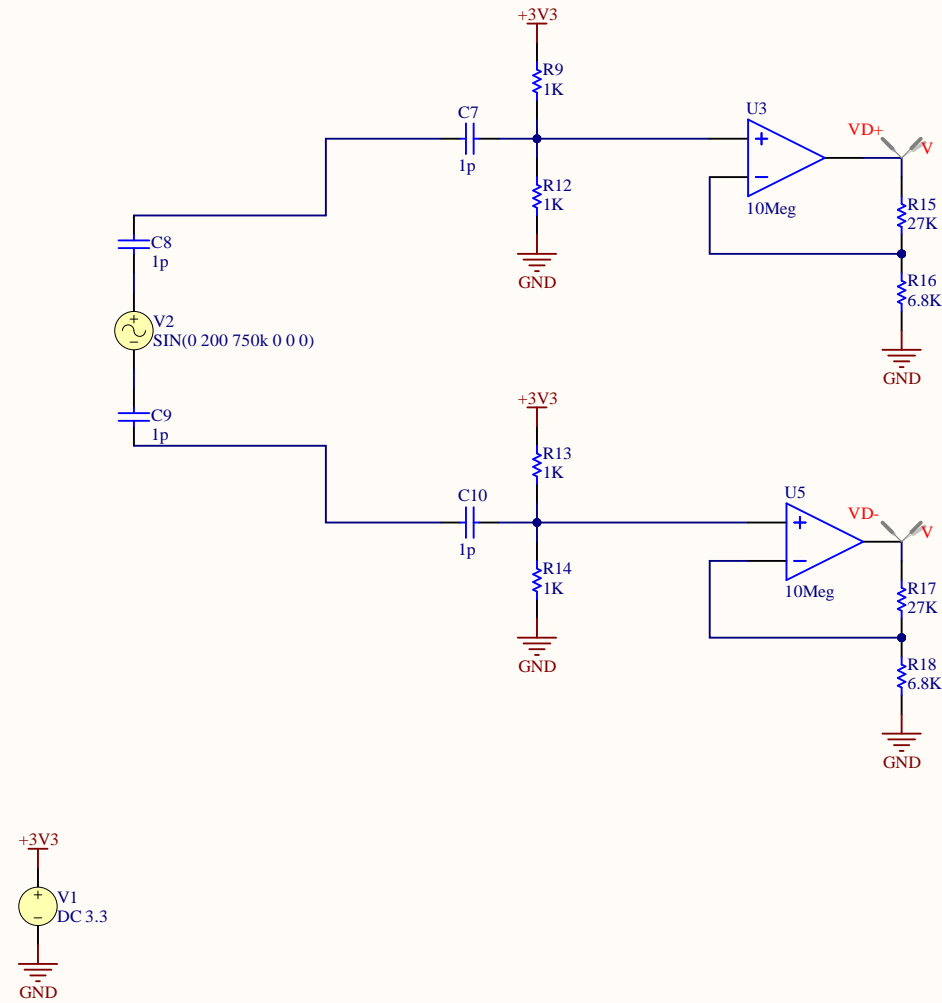 +3V3
R9
1K
C7
1p
R12
1K
GND
U3
10Meg
VD+
V
R15
27K
R16
6.8K
GND
C8
1p
V2
SIN(0 200 750k 0 0 0)
C9
1p
+3V3
R13
1K
C10
1p
R14
1K
GND
U5
10Meg
VD-
V
R17
27K
R18
6.8K
GND
+3V3
V1
DC 3.3
GND